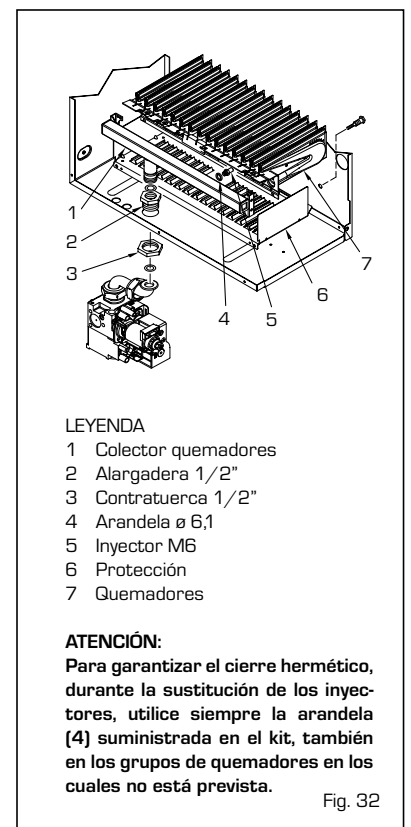 1
2
3
4
5
6
7
LEYENDA
1 Colector quemadores
2 Alargadera 1/2"
3 Contratuerca 1/2"
4 Arandela ø 6,1
5 Inyector M6
6 Protección
7 Quemadores
ATENCIÓN:
Para garantizar el cierre hermético,
durante la sustitución de los inyec-
tores, utilice siempre la arandela
(4) suministrada en el kit, también
en los grupos de quemadores en los
cuales no está prevista.
Fig. 32